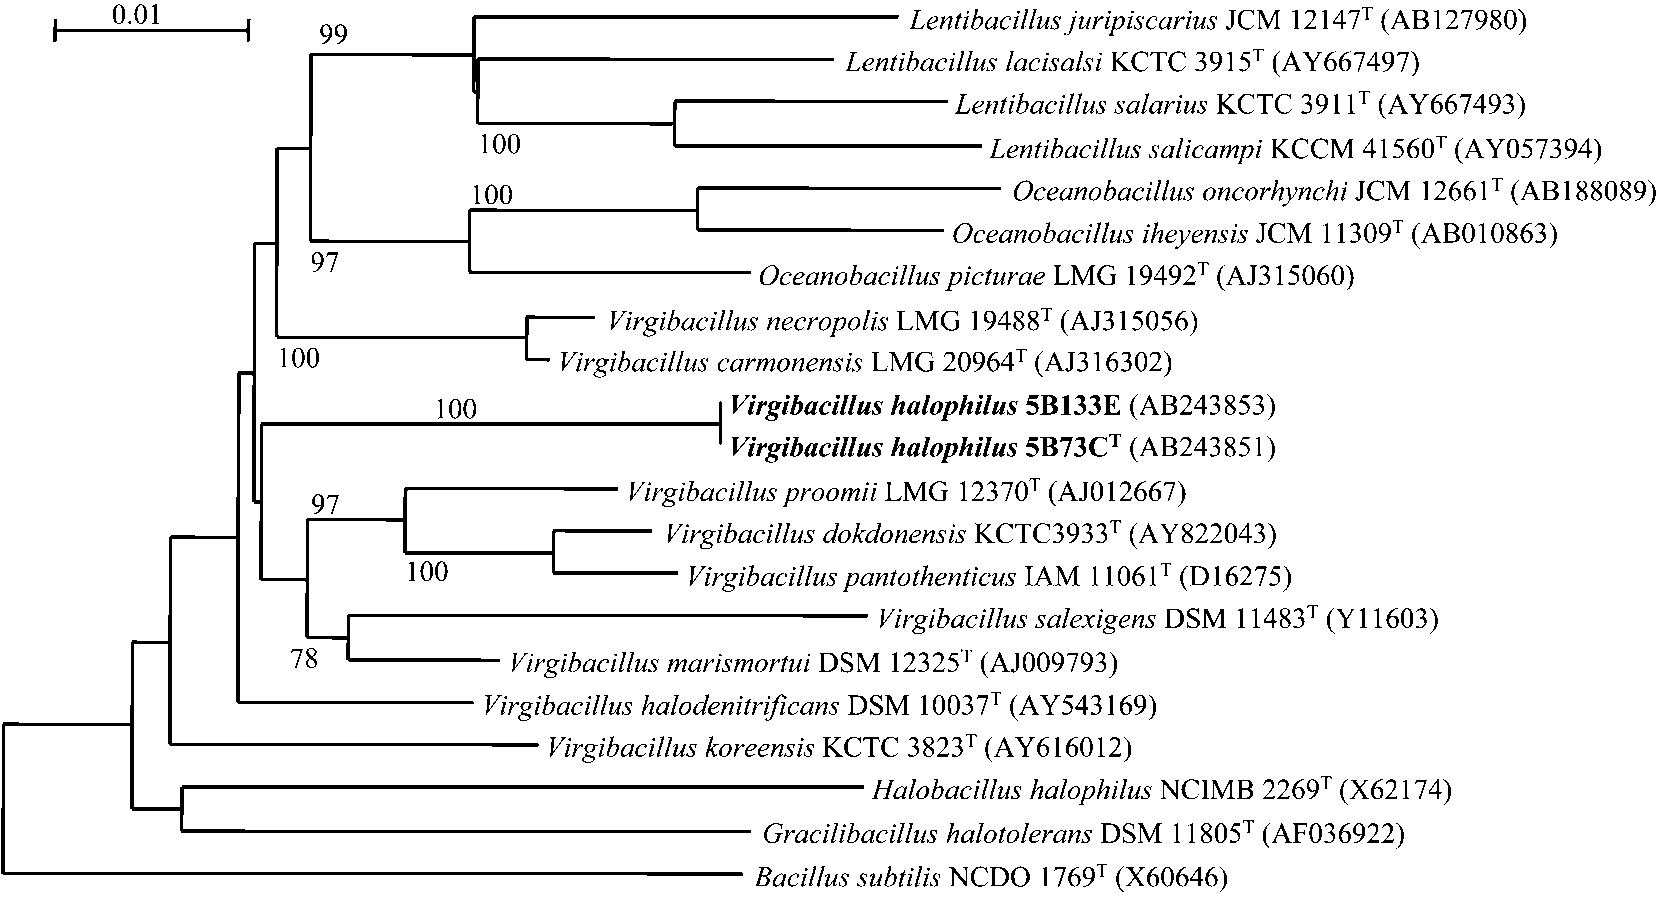 0.01
99
Lentibacillus juripiscarius JCM 12147ᵀ (AB127980)
Lentibacillus lacisalsi KCTC 3915ᵀ (AY667497)
Lentibacillus salarius KCTC 3911ᵀ (AY667493)
100
Lentibacillus salicampi KCCM 41560ᵀ (AY057394)
100
Oceanobacillus oncorhynchi JCM 12661ᵀ (AB188089)
Oceanobacillus iheyensis JCM 11309ᵀ (AB010863)
97
Oceanobacillus picturae LMG 19492ᵀ (AJ315060)
Virgibacillus necropolis LMG 19488ᵀ (AJ315056)
100
Virgibacillus carmonensis LMG 20964ᵀ (AJ316302)
100
Virgibacillus halophilus 5B133E (AB243853)
Virgibacillus halophilus 5B73Cᵀ (AB243851)
97
Virgibacillus proomii LMG 12370ᵀ (AJ012667)
Virgibacillus dokdonensis KCTC3933ᵀ (AY822043)
100
Virgibacillus pantothenticus IAM 11061ᵀ (D16275)
Virgibacillus salexigens DSM 11483ᵀ (Y11603)
78
Virgibacillus marismortui DSM 12325ᵀ (AJ009793)
Virgibacillus halodenitrificans DSM 10037ᵀ (AY543169)
Virgibacillus koreensis KCTC 3823ᵀ (AY616012)
Halobacillus halophilus NCIMB 2269ᵀ (X62174)
Gracilibacillus halotolerans DSM 11805ᵀ (AF036922)
Bacillus subtilis NCDO 1769ᵀ (X60646)